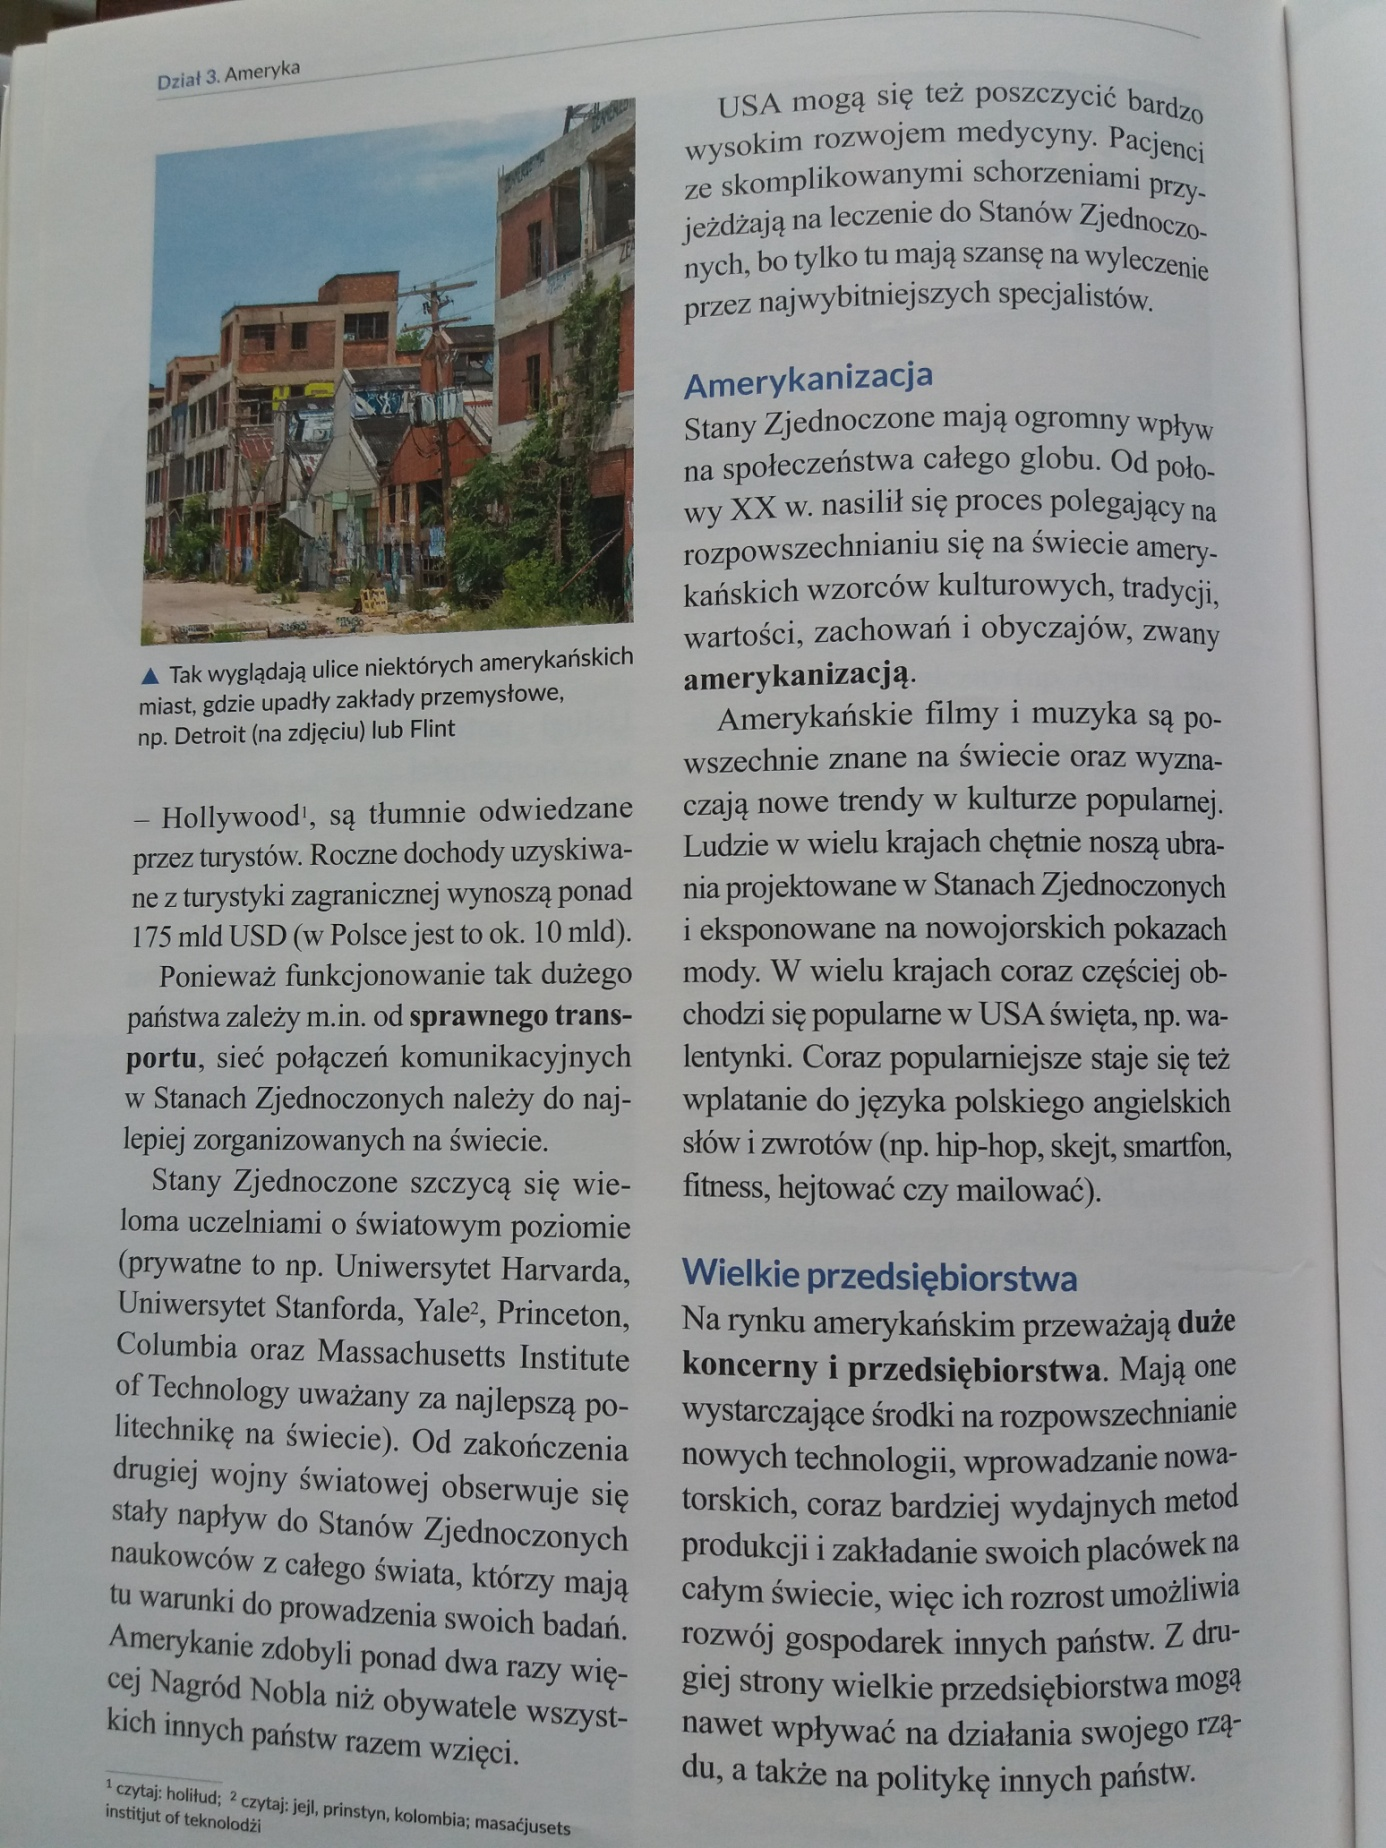 Dział 3. Ameryka
▲ Tak wyglądają ulice niektórych amerykańskich
miast, gdzie upadły zakłady przemysłowe,
np. Detroit (na zdjęciu) lub Flint
– Hollywood¹, są tłumnie odwiedzane
przez turystów. Roczne dochody uzyskiwa-
ne z turystyki zagranicznej wynoszą ponad
175 mld USD (w Polsce jest to ok. 10 mld).
Ponieważ funkcjonowanie tak dużego
państwa zależy m.in. od sprawnego trans-
portu, sieć połączeń komunikacyjnych
w Stanach Zjednoczonych należy do naj-
lepiej zorganizowanych na świecie.
Stany Zjednoczone szczycą się wie-
loma uczelniami o światowym poziomie
(prywatne to np. Uniwersytet Harvarda,
Uniwersytet Stanforda, Yale², Princeton,
Columbia oraz Massachusetts Institute
of Technology uważany za najlepszą po-
litechnikę na świecie). Od zakończenia
drugiej wojny światowej obserwuje się
stały napływ do Stanów Zjednoczonych
naukowców z całego świata, którzy mają
tu warunki do prowadzenia swoich badań.
Amerykanie zdobyli ponad dwa razy wię-
cej Nagród Nobla niż obywatele wszyst-
kich innych państw razem wzięci.
¹ czytaj: holiłud; ² czytaj: jejl, prinstyn, kolombia; masaćjusets
institjut of teknolodżi
USA mogą się też poszczycić bardzo
wysokim rozwojem medycyny. Pacjenci
ze skomplikowanymi schorzeniami przy-
jeżdżają na leczenie do Stanów Zjednoczo-
nych, bo tylko tu mają szansę na wyleczenie
przez najwybitniejszych specjalistów.
Amerykanizacja
Stany Zjednoczone mają ogromny wpływ
na społeczeństwa całego globu. Od poło-
wy XX w. nasilił się proces polegający na
rozpowszechnianiu się na świecie amery-
kańskich wzorców kulturowych, tradycji,
wartości, zachowań i obyczajów, zwany
amerykanizacją.
Amerykańskie filmy i muzyka są po-
wszechnie znane na świecie oraz wyzna-
czają nowe trendy w kulturze popularnej.
Ludzie w wielu krajach chętnie noszą ubra-
nia projektowane w Stanach Zjednoczonych
i eksponowane na nowojorskich pokazach
mody. W wielu krajach coraz częściej ob-
chodzi się popularne w USA święta, np. wa-
lentynki. Coraz popularniejsze staje się też
wplatanie do języka polskiego angielskich
słów i zwrotów (np. hip-hop, skejt, smartfon,
fitness, hejtować czy mailować).
Wielkie przedsiębiorstwa
Na rynku amerykańskim przeważają duże
koncerny i przedsiębiorstwa. Mają one
wystarczające środki na rozpowszechnianie
nowych technologii, wprowadzanie nowa-
torskich, coraz bardziej wydajnych metod
produkcji i zakładanie swoich placówek na
całym świecie, więc ich rozrost umożliwia
rozwój gospodarek innych państw. Z dru-
giej strony wielkie przedsiębiorstwa mogą
nawet wpływać na działania swojego rzą-
du, a także na politykę innych państw.